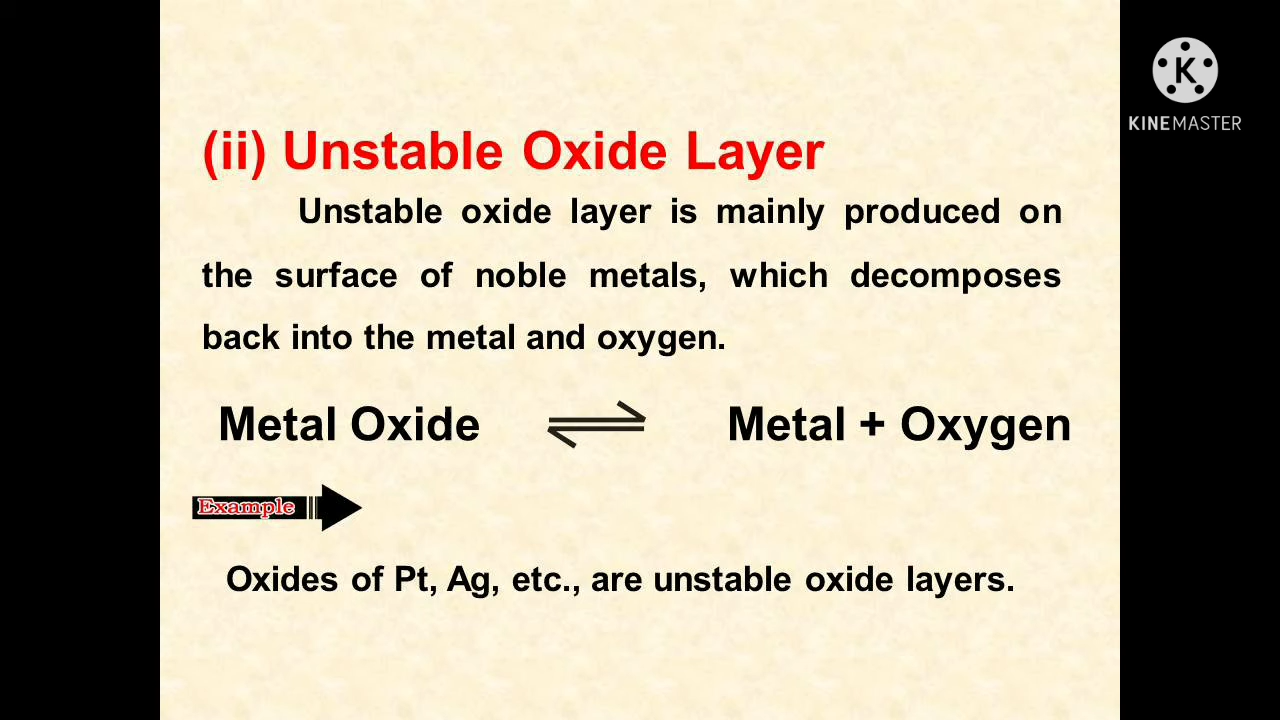 KINEMASTER
(ii) Unstable Oxide Layer
Unstable oxide layer is mainly produced on
the surface of noble metals, which decomposes
back into the metal and oxygen.
Metal Oxide ⇌ Metal + Oxygen
Example
Oxides of Pt, Ag, etc., are unstable oxide layers.